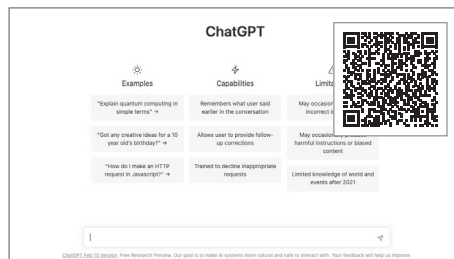 ChatGPT
Examples
Capabilities
"Explain quantum computing in
simple terms" →
Remembers what user said
earlier in the conversation
May occasion
incorrect
"Got any creative ideas for a 10
year old's birthday?" →
Allows user to provide follow-
up corrections
May occasionally
harmful instructions or biased
content
"How do I make an HTTP
request in Javascript?" →
Trained to decline inappropriate
requests
Limited knowledge of world and
events after 2021
ChatGPT Feb 13 Version. Free Research Preview. Our goal is to make AI systems more natural and safe to interact with. Your feedback will help us improve.